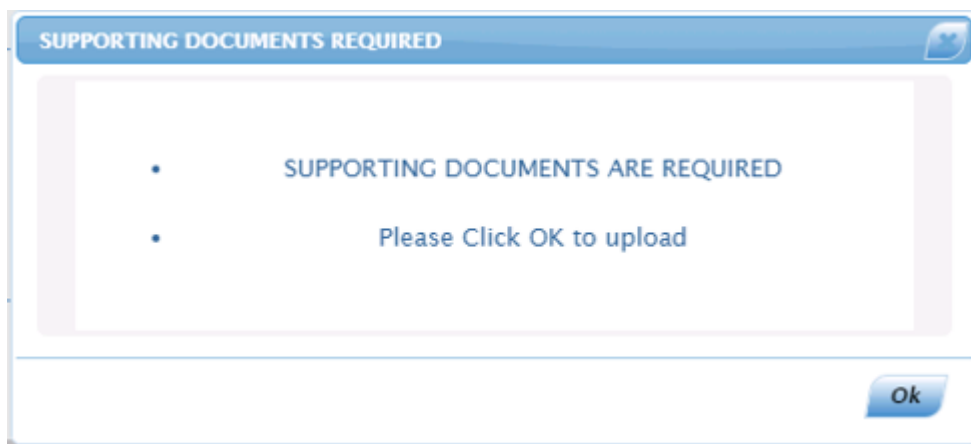 SUPPORTING DOCUMENTS REQUIRED
• SUPPORTING DOCUMENTS ARE REQUIRED
• Please Click OK to upload
Ok